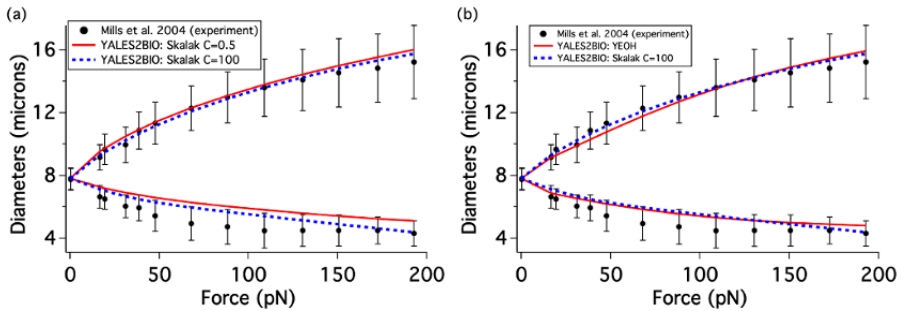 (a)
Mills et al. 2004 (experiment)
YALES2BIO: Skalak C=0.5
YALES2BIO: Skalak C=100
Diameters (microns)
16
12
8
4
0
50
100
150
200
Force (pN)
(b)
Mills et al. 2004 (experiment)
YALES2BIO: YEOH
YALES2BIO: Skalak C=100
Diameters (microns)
16
12
8
4
0
50
100
150
200
Force (pN)